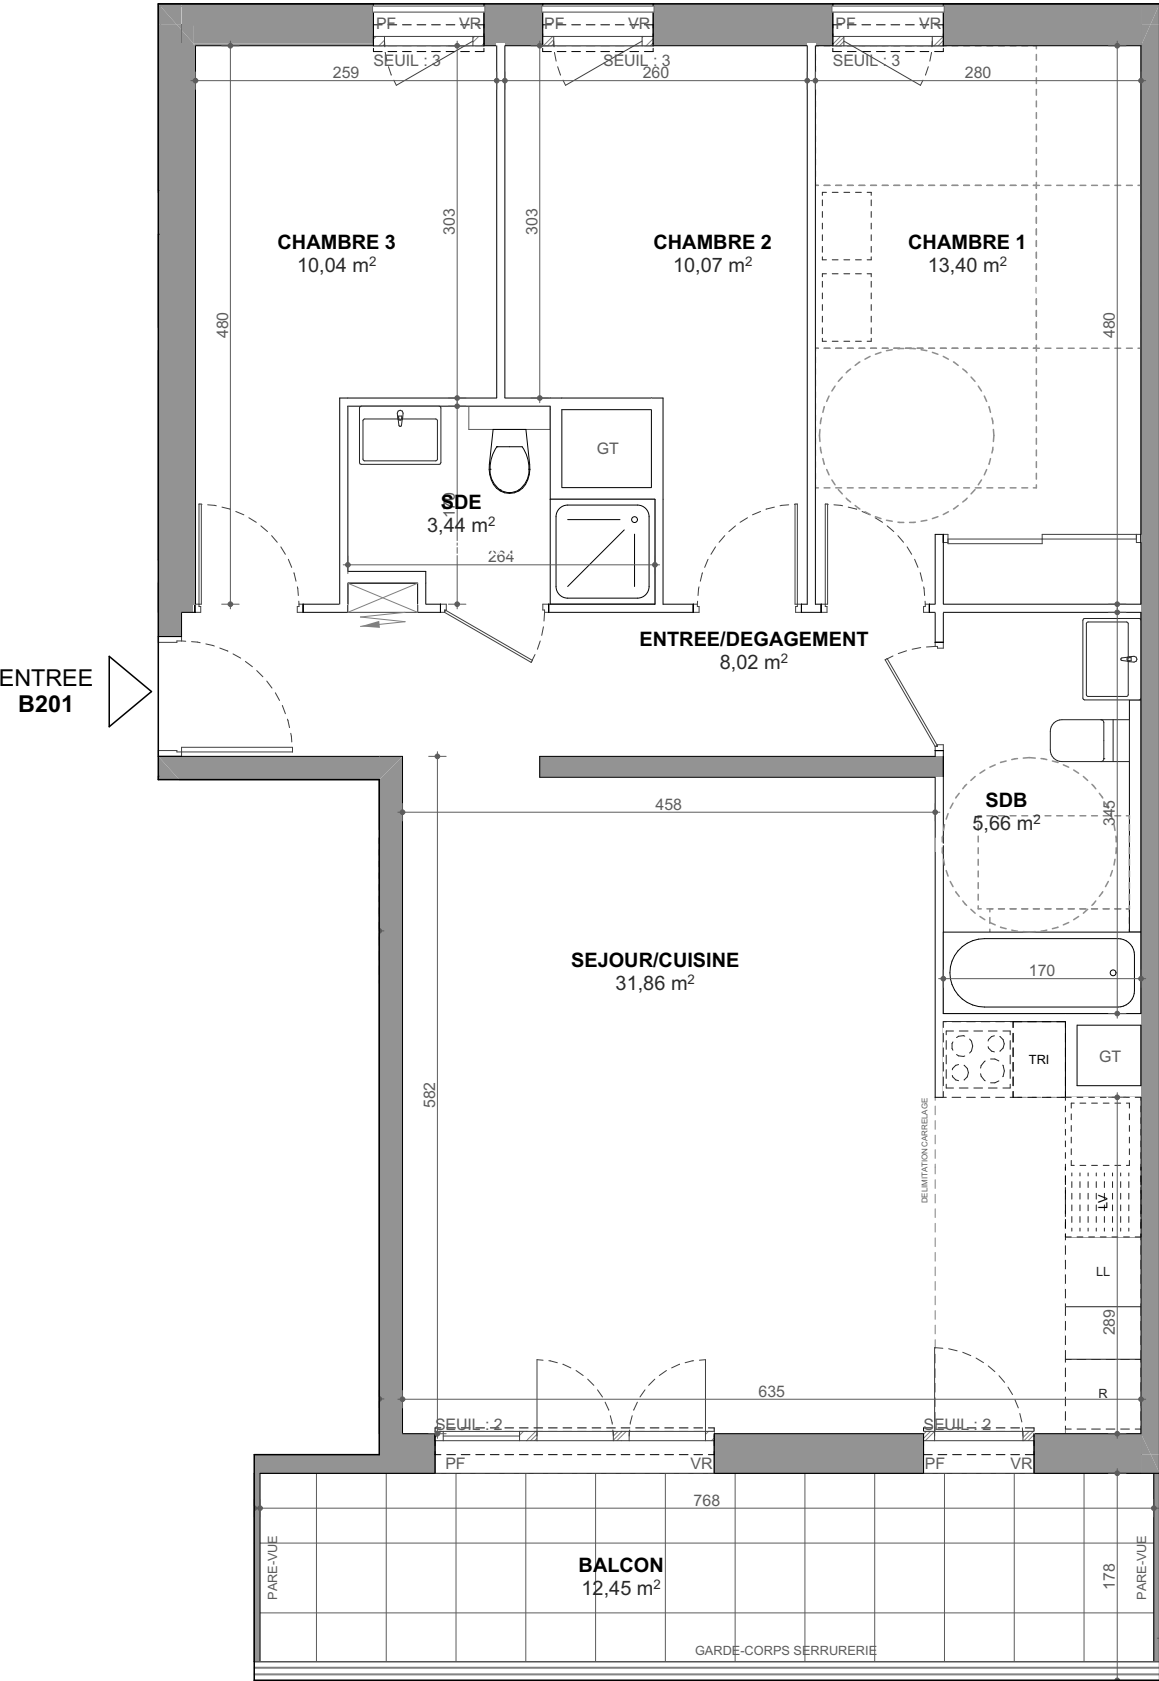 PF VR
PF VR
PF VR
SEUIL : 3
SEUIL : 3
SEUIL : 3
259
260
280
303
303
CHAMBRE 3
10,04 m²
CHAMBRE 2
10,07 m²
CHAMBRE 1
13,40 m²
480
480
GT
SDE
3,44 m²
264
ENTREE/DEGAGEMENT
8,02 m²
ENTREE
B201
458
SDB
5,66 m²
345
SEJOUR/CUISINE
31,86 m²
170
TRI
GT
582
DELIMITATION CARRELAGE
LV
LL
289
R
635
SEUIL : 2
SEUIL : 2
PF VR
PF VR
768
PARE-VUE
BALCON
12,45 m²
178
PARE-VUE
GARDE-CORPS SERRURERIE